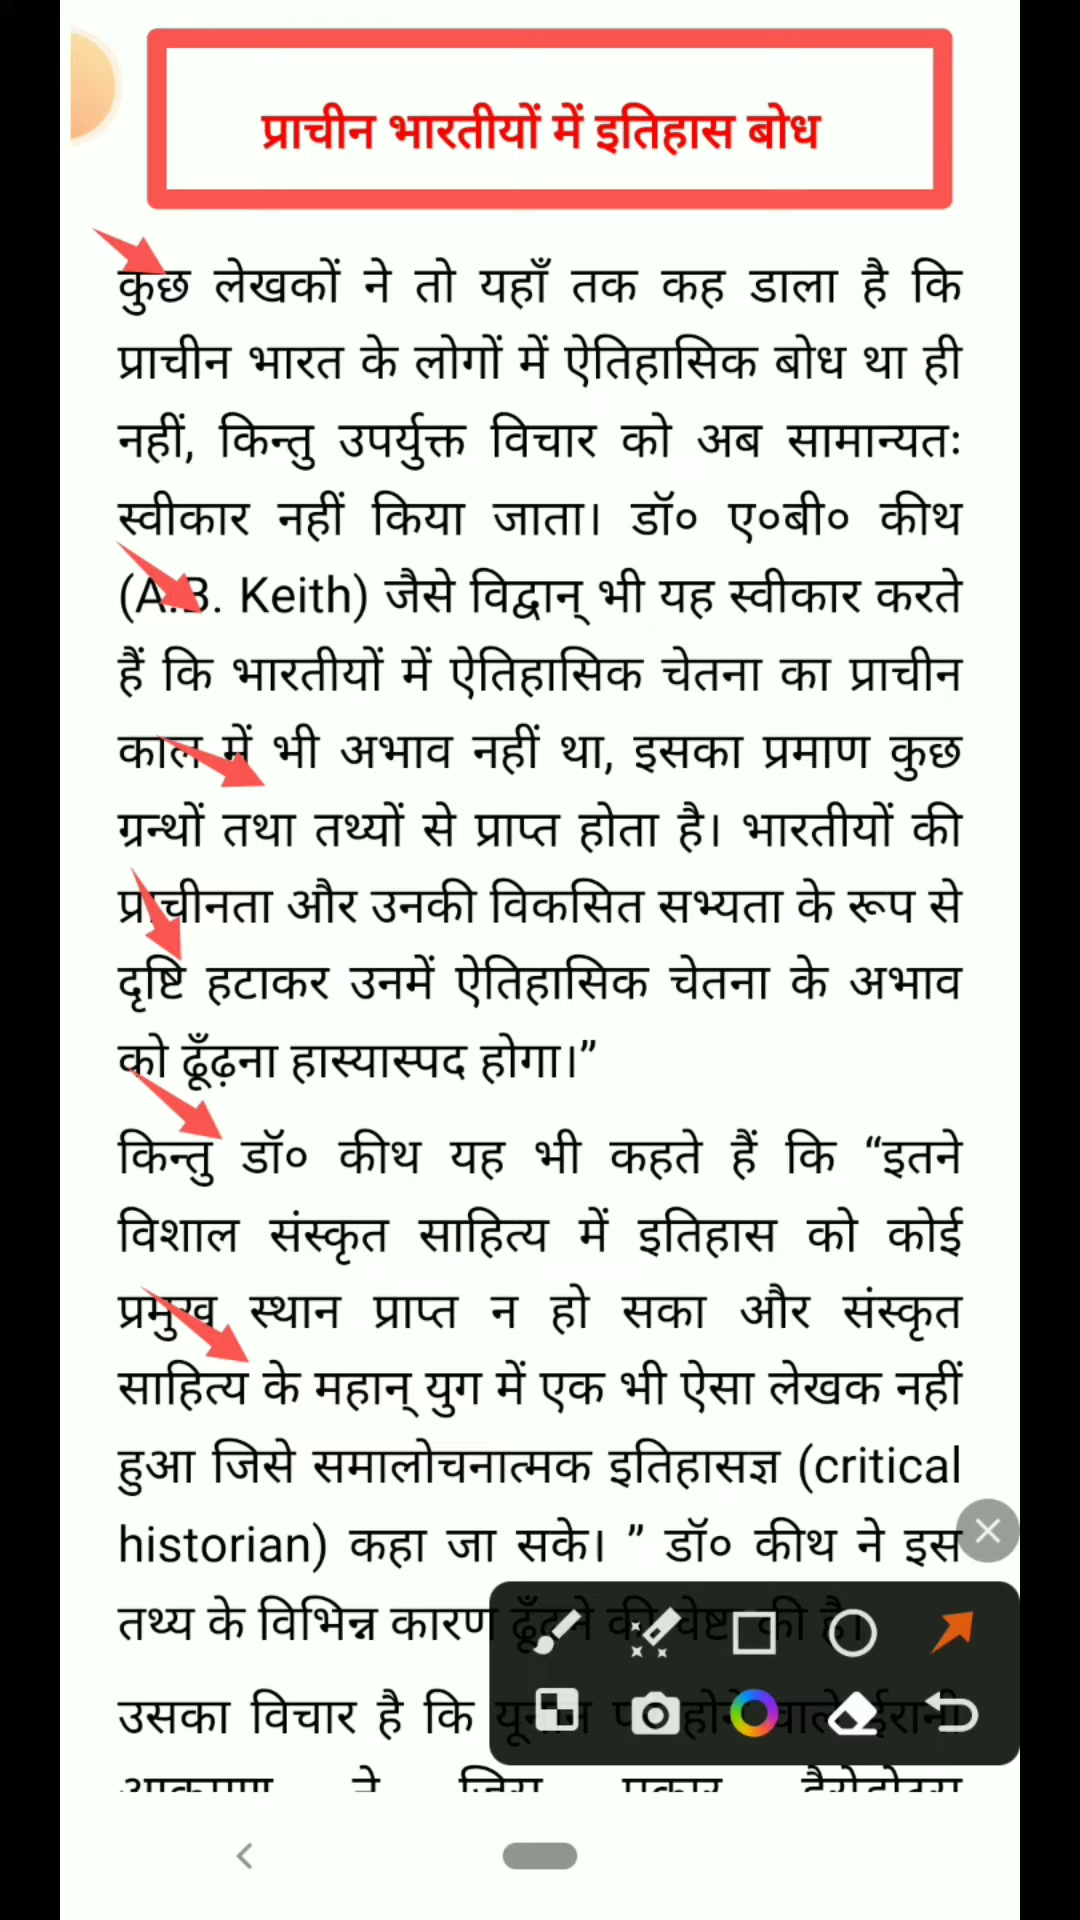 प्राचीन भारतीयों में इतिहास बोध
कुछ लेखकों ने तो यहाँ तक कह डाला है कि
प्राचीन भारत के लोगों में ऐतिहासिक बोध था ही
नहीं, किन्तु उपर्युक्त विचार को अब सामान्यतः
स्वीकार नहीं किया जाता। डॉ० ए०बी० कीथ
(A.B. Keith) जैसे विद्वान् भी यह स्वीकार करते
हैं कि भारतीयों में ऐतिहासिक चेतना का प्राचीन
काल में भी अभाव नहीं था, इसका प्रमाण कुछ
ग्रन्थों तथा तथ्यों से प्राप्त होता है। भारतीयों की
प्राचीनता और उनकी विकसित सभ्यता के रूप से
दृष्टि हटाकर उनमें ऐतिहासिक चेतना के अभाव
को ढूँढ़ना हास्यास्पद होगा।”
किन्तु डॉ० कीथ यह भी कहते हैं कि “इतने
विशाल संस्कृत साहित्य में इतिहास को कोई
प्रमुख स्थान प्राप्त न हो सका और संस्कृत
साहित्य के महान् युग में एक भी ऐसा लेखक नहीं
हुआ जिसे समालोचनात्मक इतिहासज्ञ (critical
historian) कहा जा सके। ” डॉ० कीथ ने इस
तथ्य के विभिन्न कारण की है।
उसका विचार है कि होने वाले ईरानी